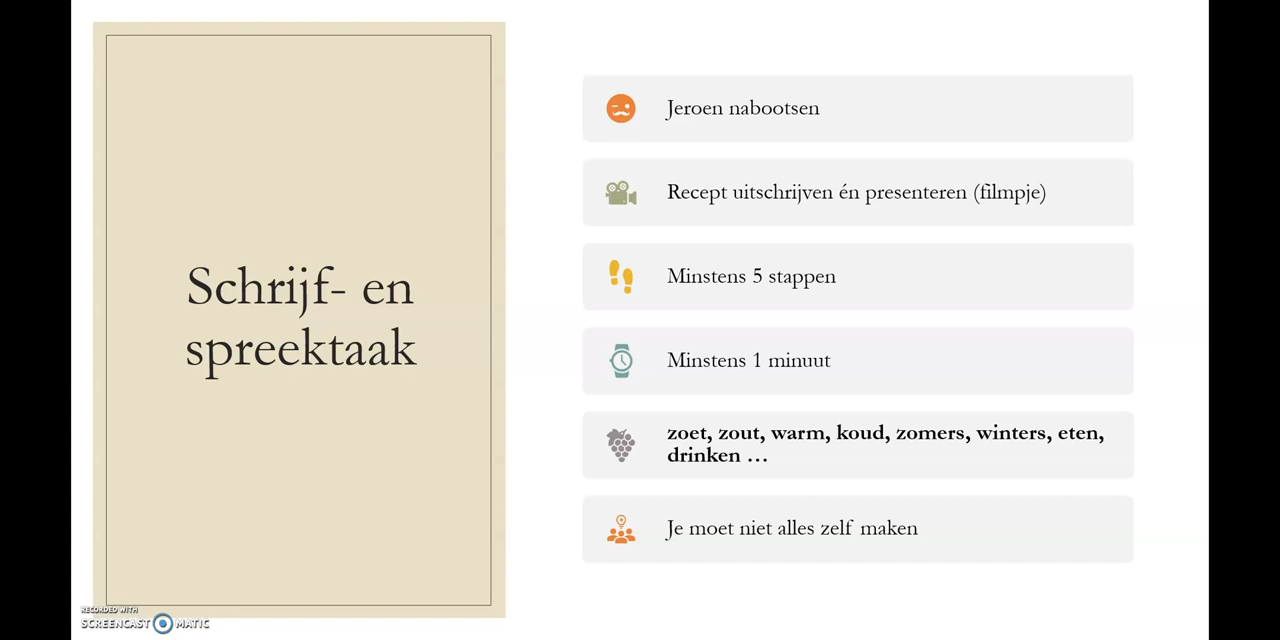 Schrijf- en
spreektaak
Jeroen nabootsen
Recept uitschrijven én presenteren (filmpje)
Minstens 5 stappen
Minstens 1 minuut
zoet, zout, warm, koud, zomers, winters, eten,
drinken …
Je moet niet alles zelf maken
RECORDED WITH
SCREENCAST MATIC